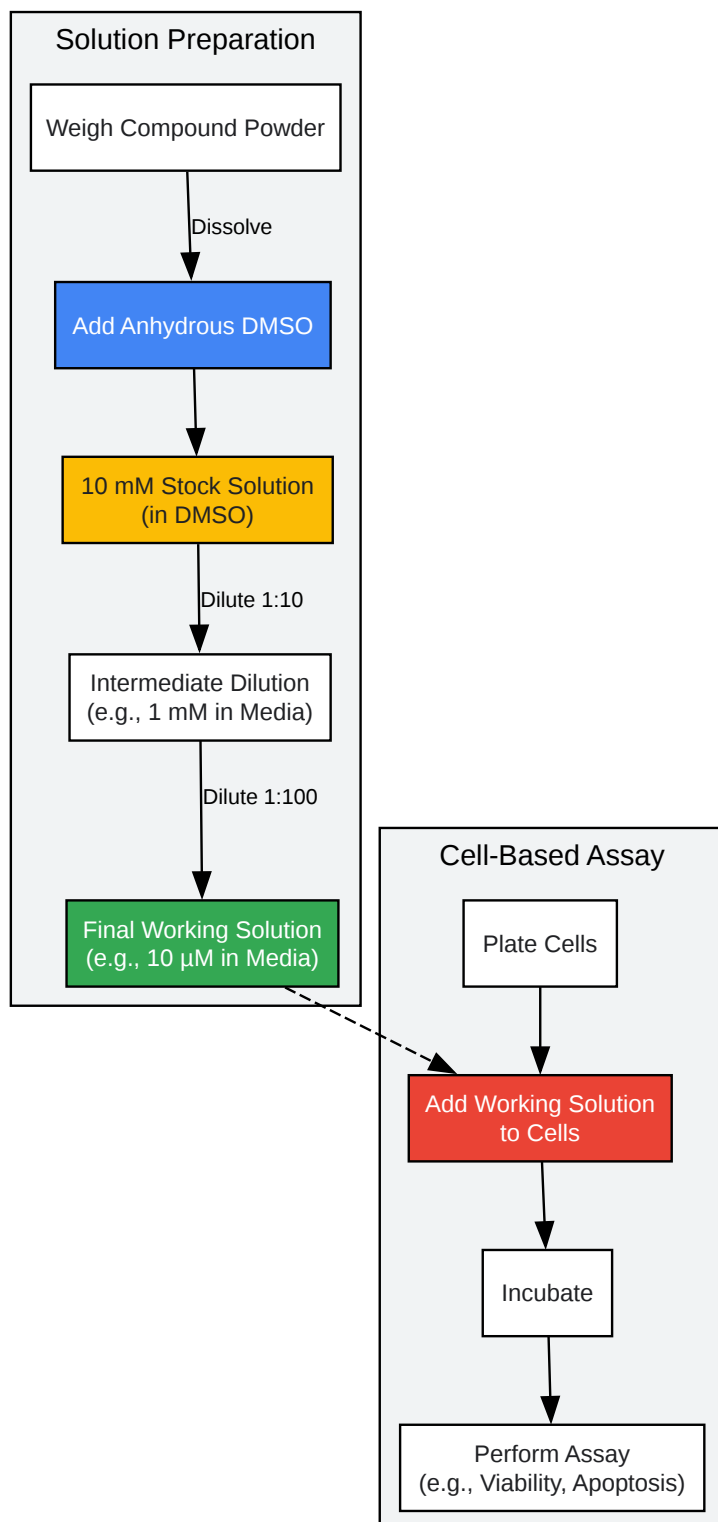 Solution Preparation
Weigh Compound Powder
Dissolve
Add Anhydrous DMSO
10 mM Stock Solution
(in DMSO)
Dilute 1:10
Intermediate Dilution
(e.g., 1 mM in Media)
Dilute 1:100
Final Working Solution
(e.g., 10 µM in Media)
Cell-Based Assay
Plate Cells
Add Working Solution
to Cells
Incubate
Perform Assay
(e.g., Viability, Apoptosis)